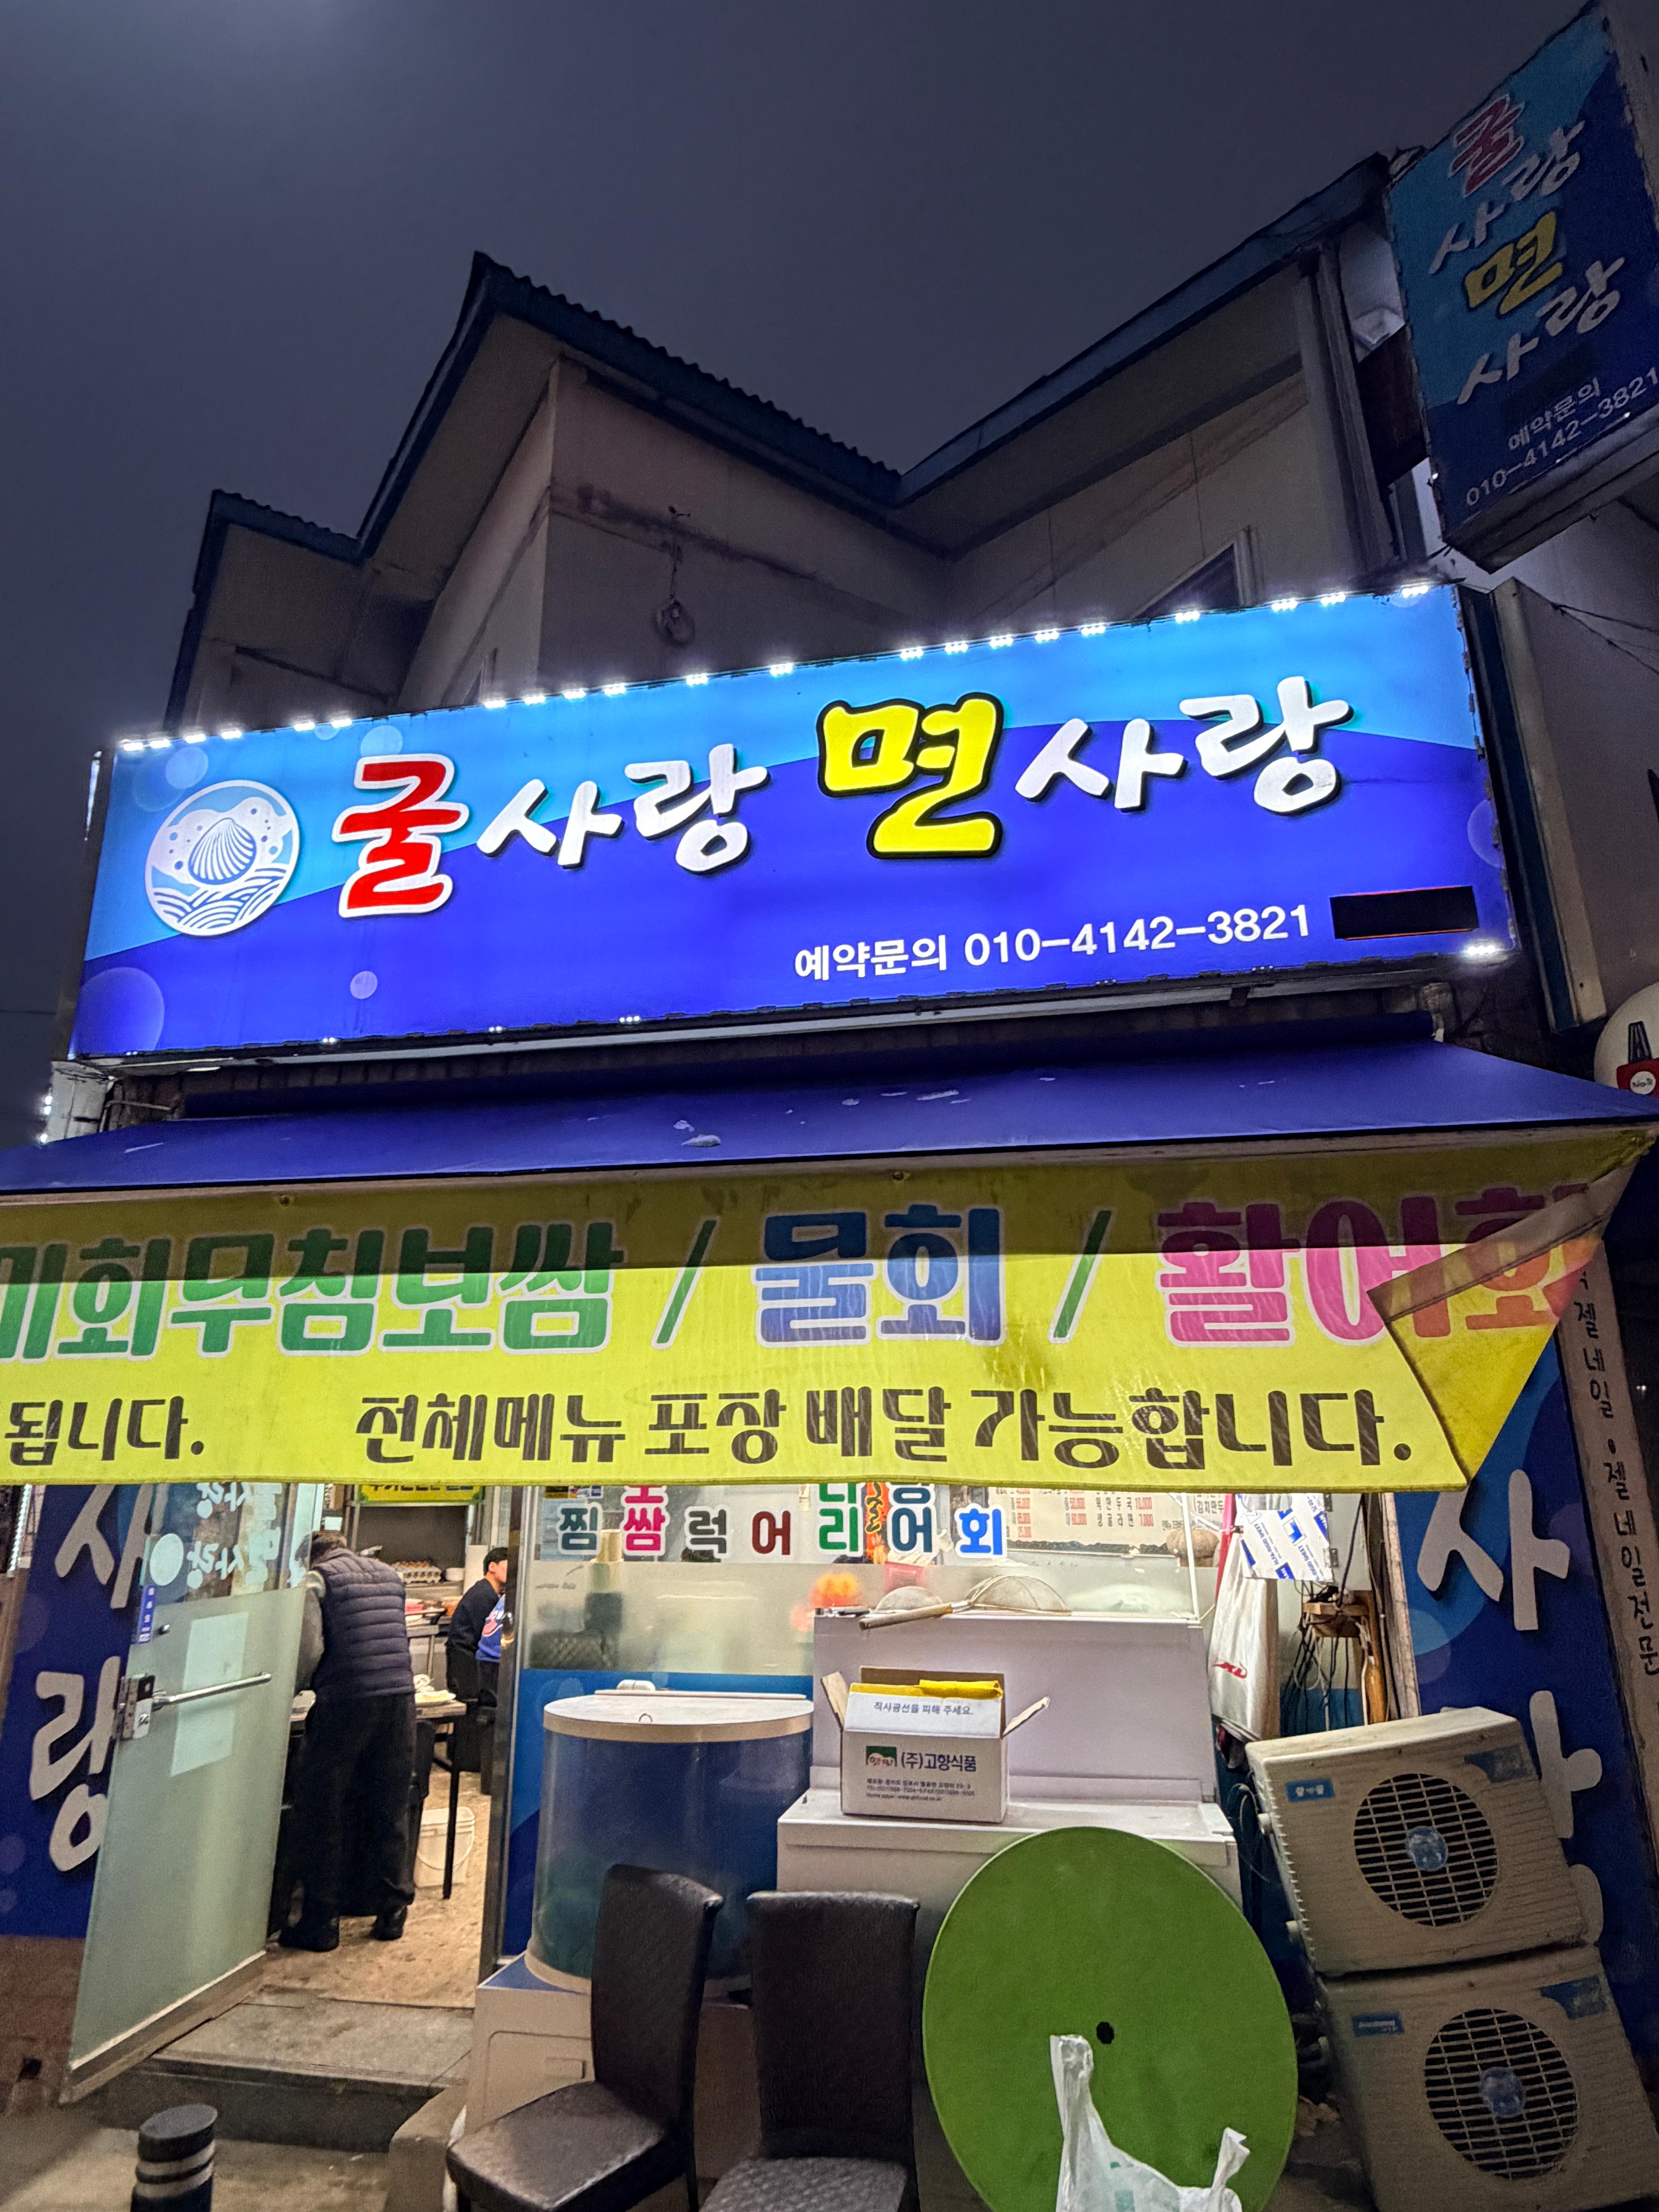 굴사랑 면사랑
예약문의 010-4142-3821
굴
사랑
면
사랑
예약문의
010-4142-3821
미회무침보쌈 / 물회 / 활어회
됩니다. 전체메뉴 포장 배달 가능합니다.
찜 쌈 럭 어 리 어 회
사랑
사
젤네일 • 젤네일전문
직사광선을 피해 주세요.
(주)고향식품